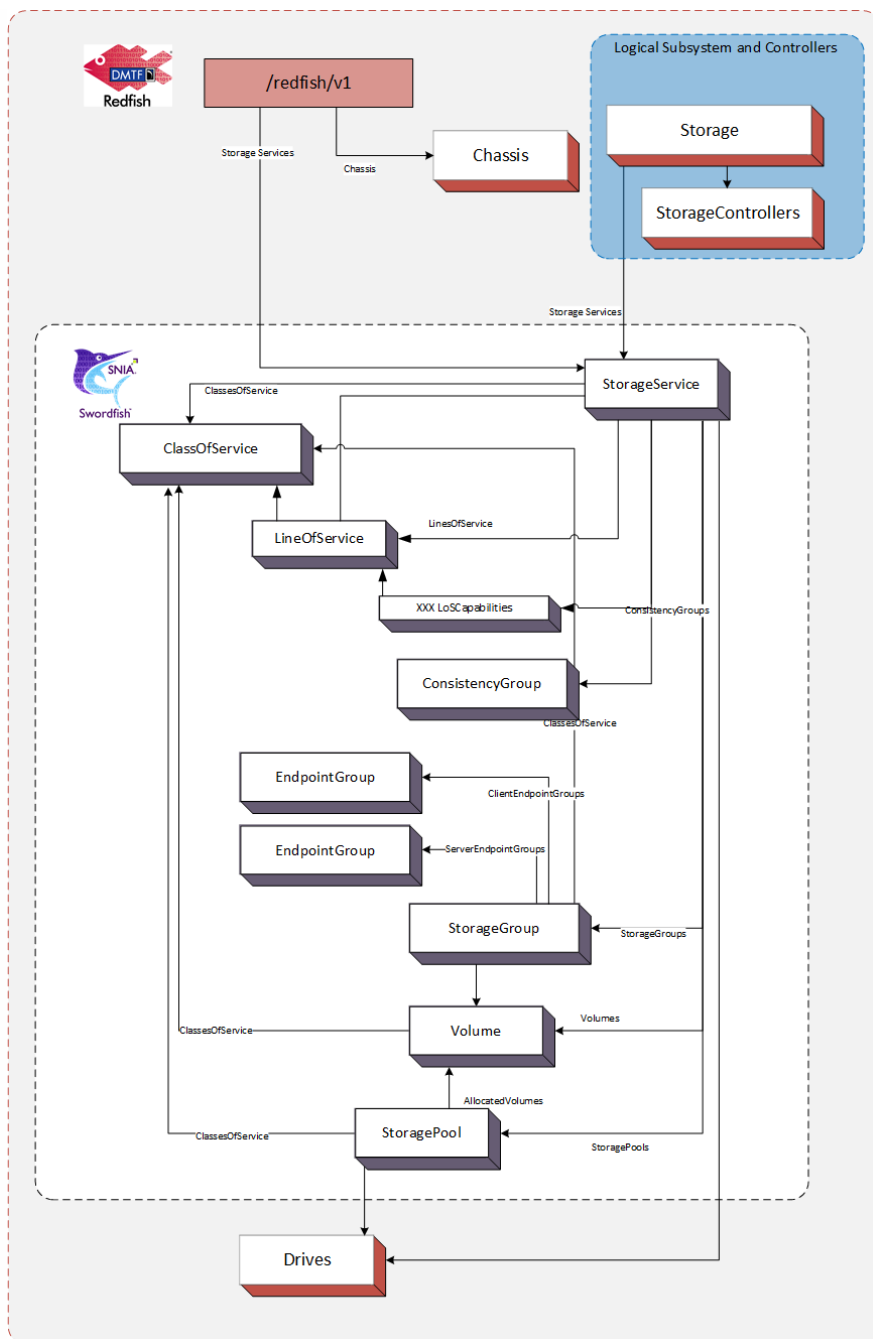 Logical Subsystem and Controllers
DMTF
Redfish
/redfish/v1
Storage
Storage Services
Chassis
Chassis
StorageControllers
Storage Services
SNIA
Swordfish
StorageService
ClassesOfService
ClassOfService
LinesOfService
LineOfService
XXX LoSCapabilities
ConsistencyGroups
ConsistencyGroup
ClassesOfService
EndpointGroup
ClientEndpointGroups
EndpointGroup
ServerEndpointGroups
StorageGroup
StorageGroups
Volumes
ClassesOfService
Volume
AllocatedVolumes
ClassesOfService
StoragePool
StoragePools
Drives